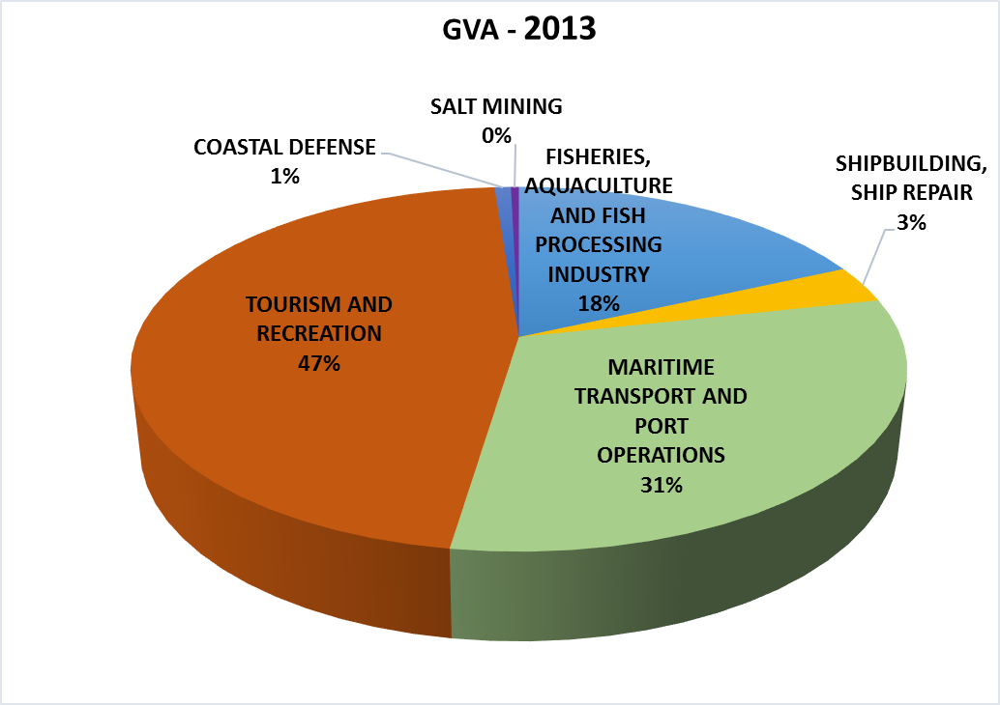 GVA - 2013
SALT MINING
0%
COASTAL DEFENSE
1%
FISHERIES,
AQUACULTURE
AND FISH
PROCESSING
INDUSTRY
18%
SHIPBUILDING,
SHIP REPAIR
3%
TOURISM AND
RECREATION
47%
MARITIME
TRANSPORT AND
PORT
OPERATIONS
31%